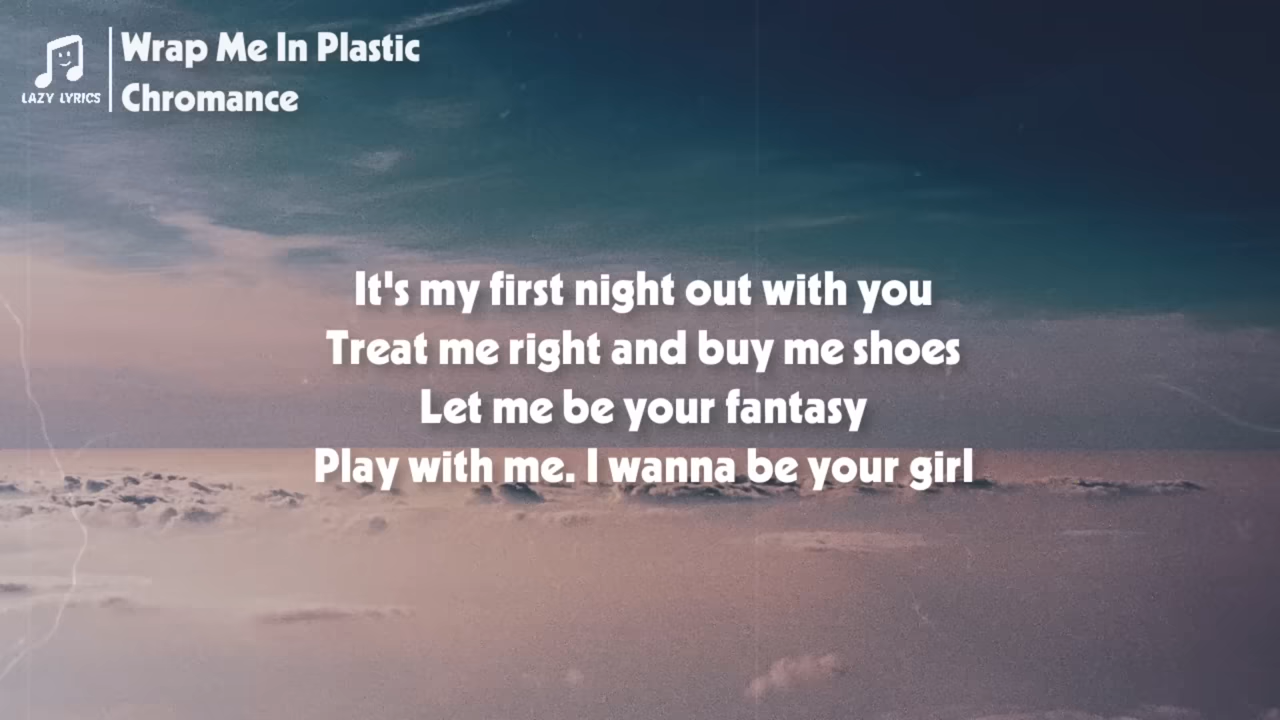 Wrap Me In Plastic
LAZY LYRICS
Chromance
It's my first night out with you
Treat me right and buy me shoes
Let me be your fantasy
Play with me. I wanna be your girl